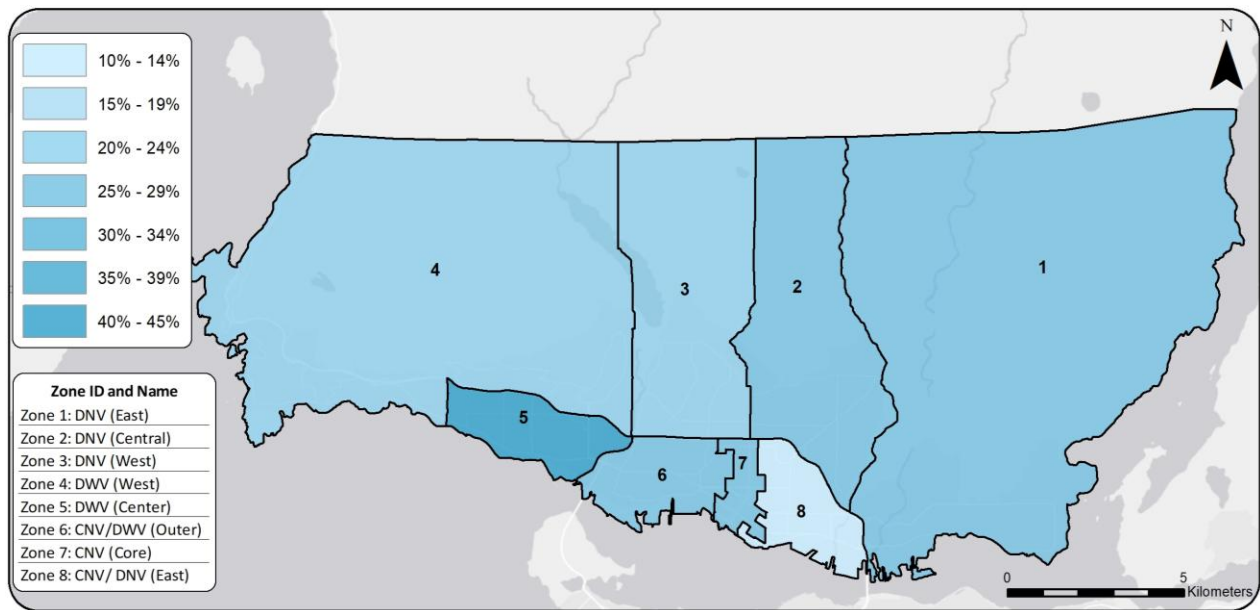 10% - 14%
15% - 19%
20% - 24%
25% - 29%
30% - 34%
35% - 39%
40% - 45%
Zone ID and Name
Zone 1: DNV (East)
Zone 2: DNV (Central)
Zone 3: DNV (West)
Zone 4: DWV (West)
Zone 5: DWV (Center)
Zone 6: CNV/DWV (Outer)
Zone 7: CNV (Core)
Zone 8: CNV/ DNV (East)
N
4
3
2
1
5
6
7
8
0 5
Kilometers